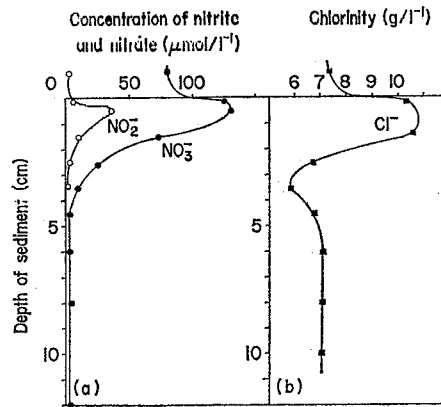 Concentration of nitrite
and nitrate (μmol/l⁻¹)
0 50 100
Chlorinity (g/l⁻¹)
6 7 8 9 10
0
5
10
Depth of sediment (cm)
NO₂⁻
NO₃⁻
(a)
Cl⁻
5
10
(b)